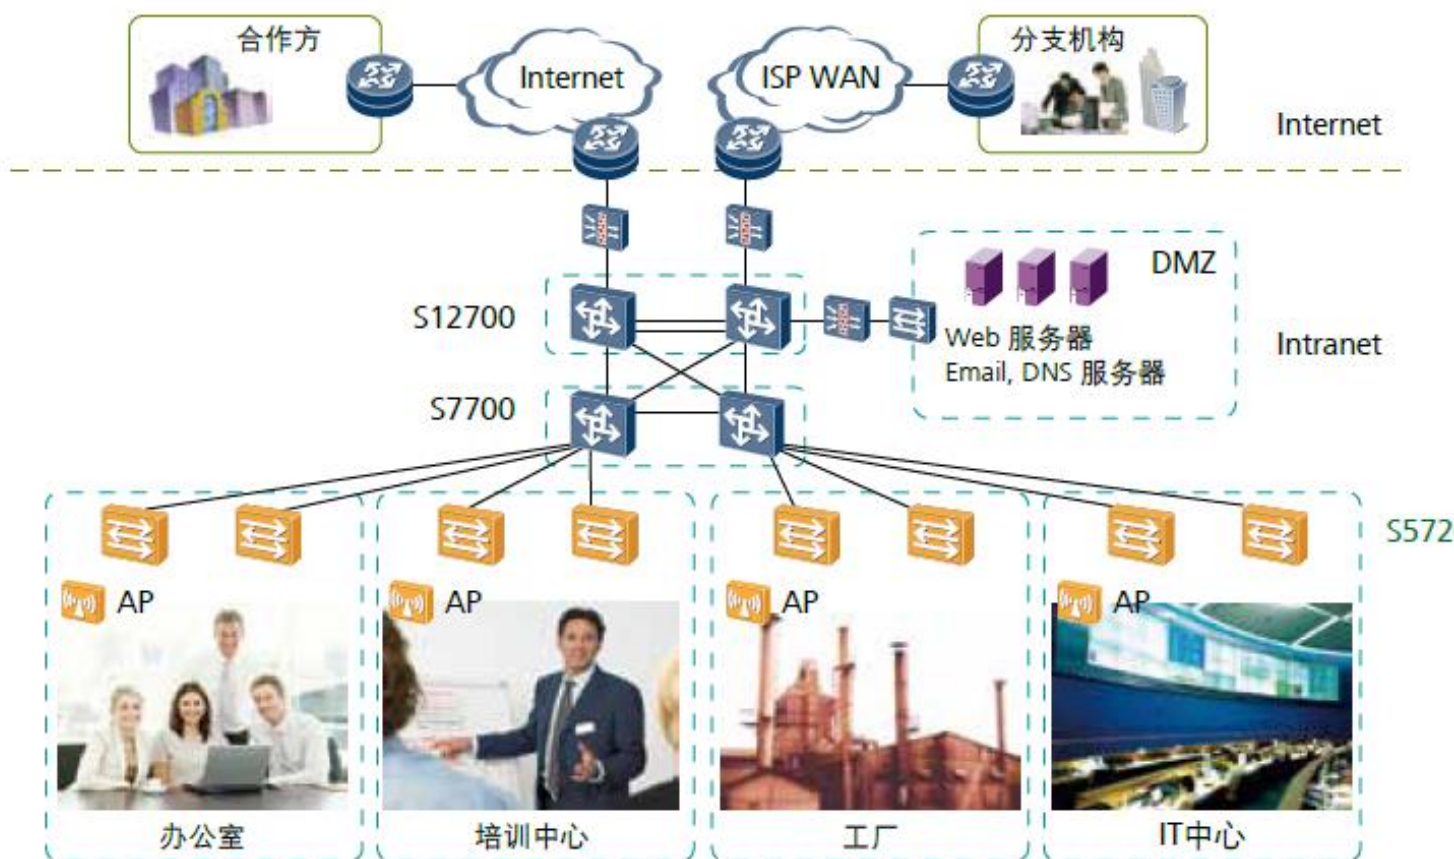 合作方
Internet
ISP WAN
分支机构
Internet
DMZ
S12700
Web 服务器
Email, DNS 服务器
Intranet
S7700
S572
AP
AP
AP
AP
办公室
培训中心
工厂
IT中心